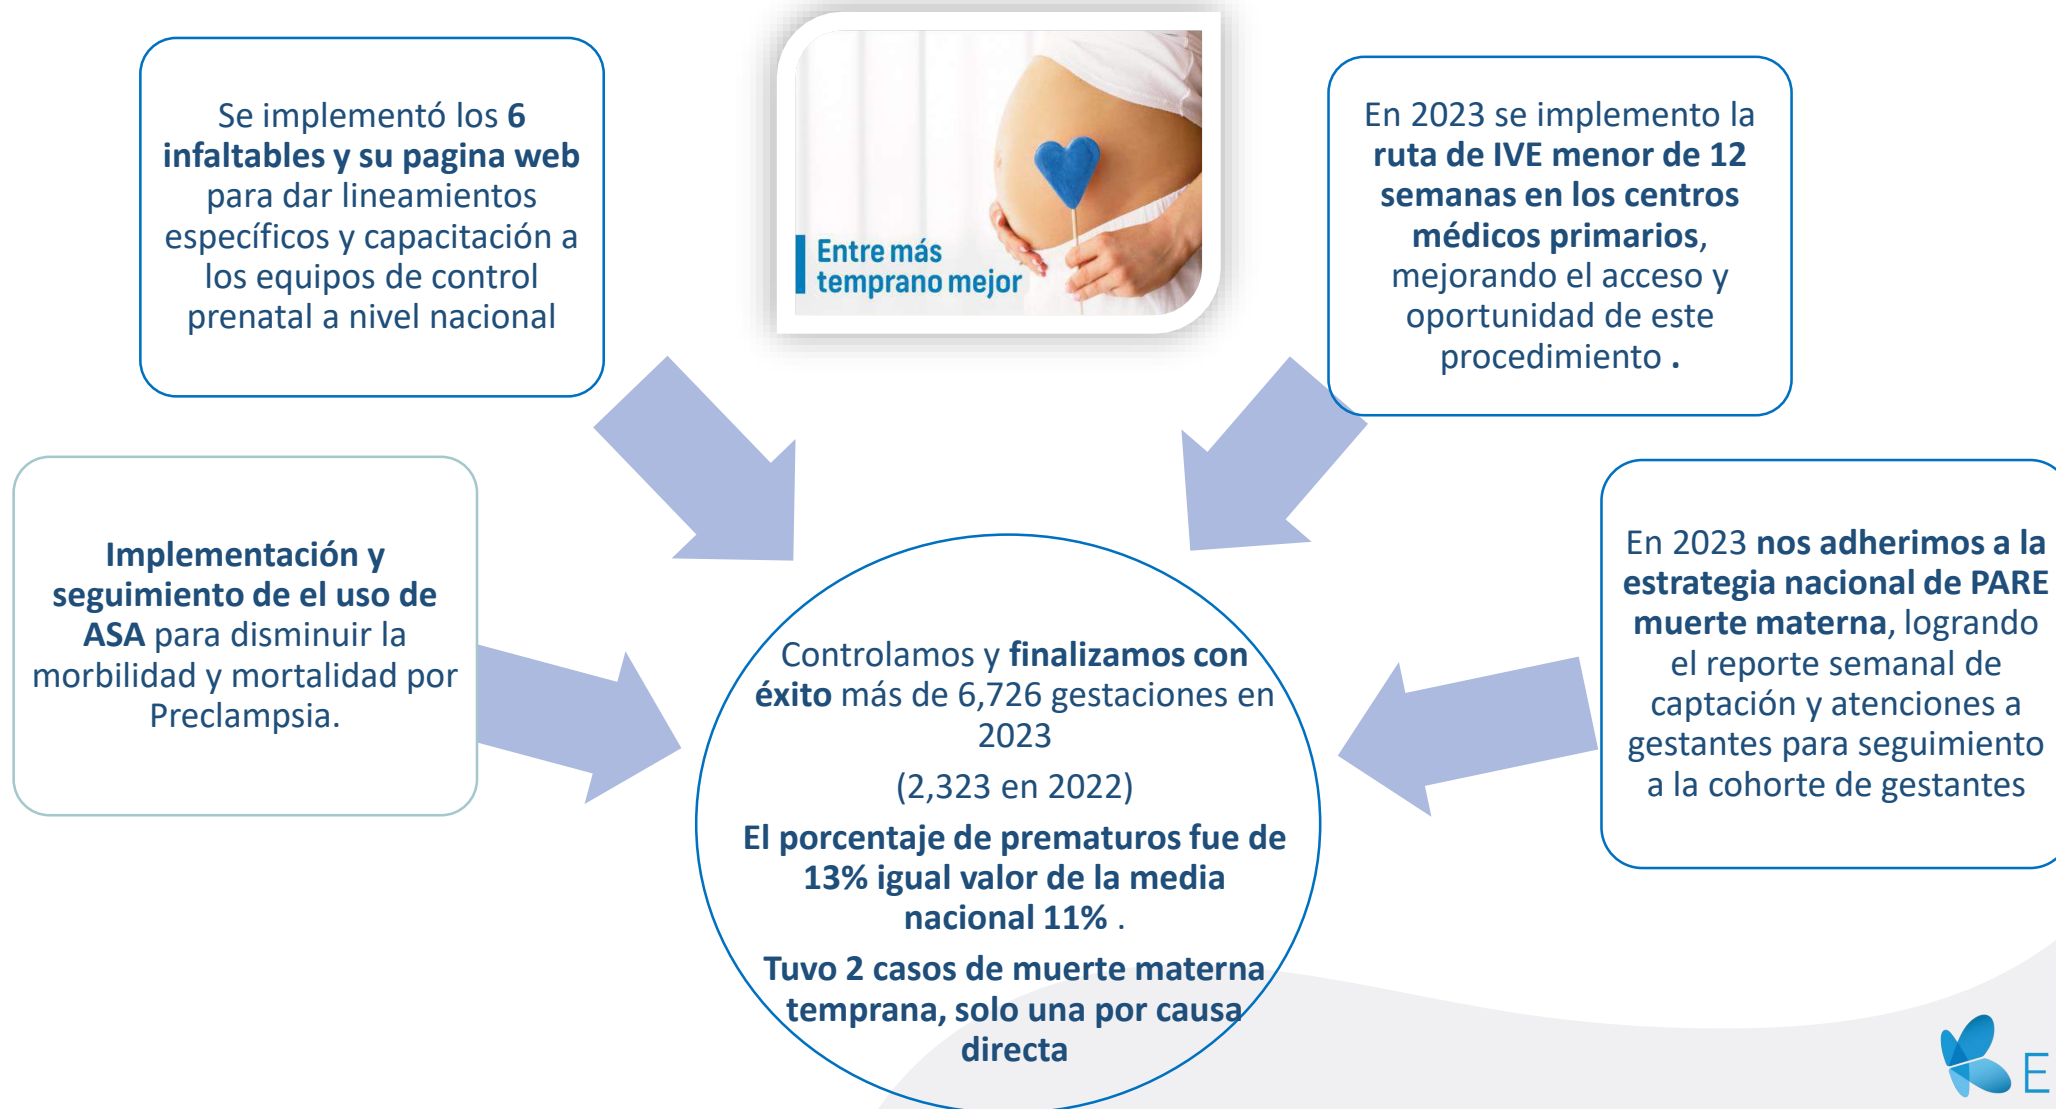 Se implementó los 6
infaltables y su pagina web
para dar lineamientos
específicos y capacitación a
los equipos de control
prenatal a nivel nacional
Entre más
temprano mejor
En 2023 se implemento la
ruta de IVE menor de 12
semanas en los centros
médicos primarios,
mejorando el acceso y
oportunidad de este
procedimiento .
Implementación y
seguimiento de el uso de
ASA para disminuir la
morbilidad y mortalidad por
Preclampsia.
En 2023 nos adherimos a la
estrategia nacional de PARE
muerte materna, logrando
el reporte semanal de
captación y atenciones a
gestantes para seguimiento
a la cohorte de gestantes
Controlamos y finalizamos con
éxito más de 6,726 gestaciones en
2023
(2,323 en 2022)
El porcentaje de prematuros fue de
13% igual valor de la media
nacional 11% .
Tuvo 2 casos de muerte materna
temprana, solo una por causa
directa
E